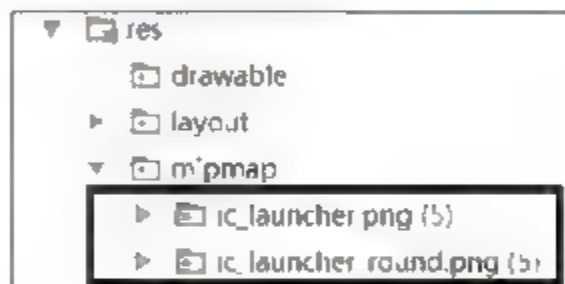 res
drawable
layout
mipmap
ic_launcher.png (5)
ic_launcher_round.png (5)